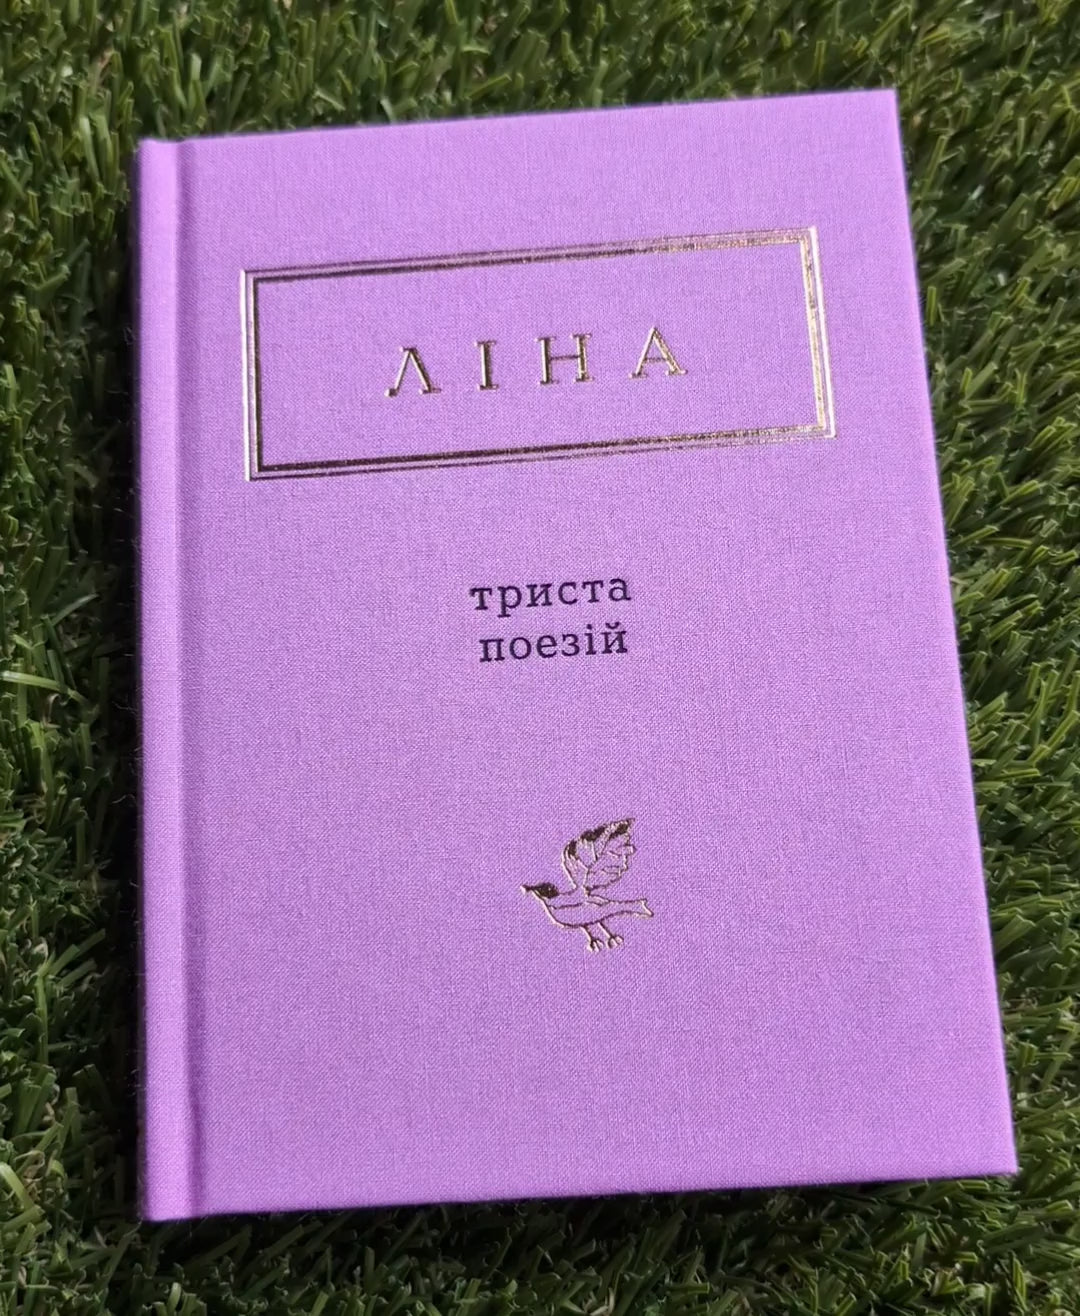 ЛІНА
триста
поезій